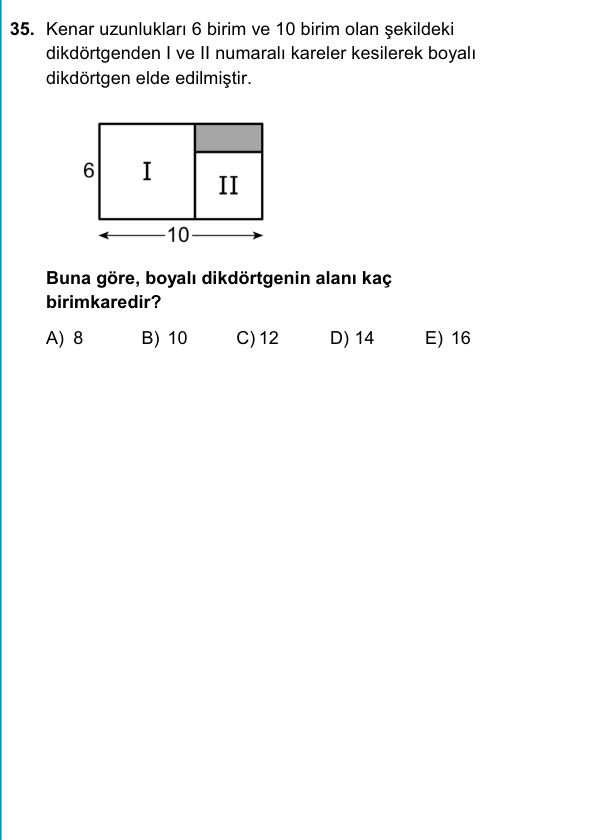 35. Kenar uzunlukları 6 birim ve 10 birim olan şekildeki
dikdörtgenden I ve II numaralı kareler kesilerek boyalı
dikdörtgen elde edilmiştir.
6
I
II
10
Buna göre, boyalı dikdörtgenin alanı kaç
birimkaredir?
A) 8 B) 10 C) 12 D) 14 E) 16